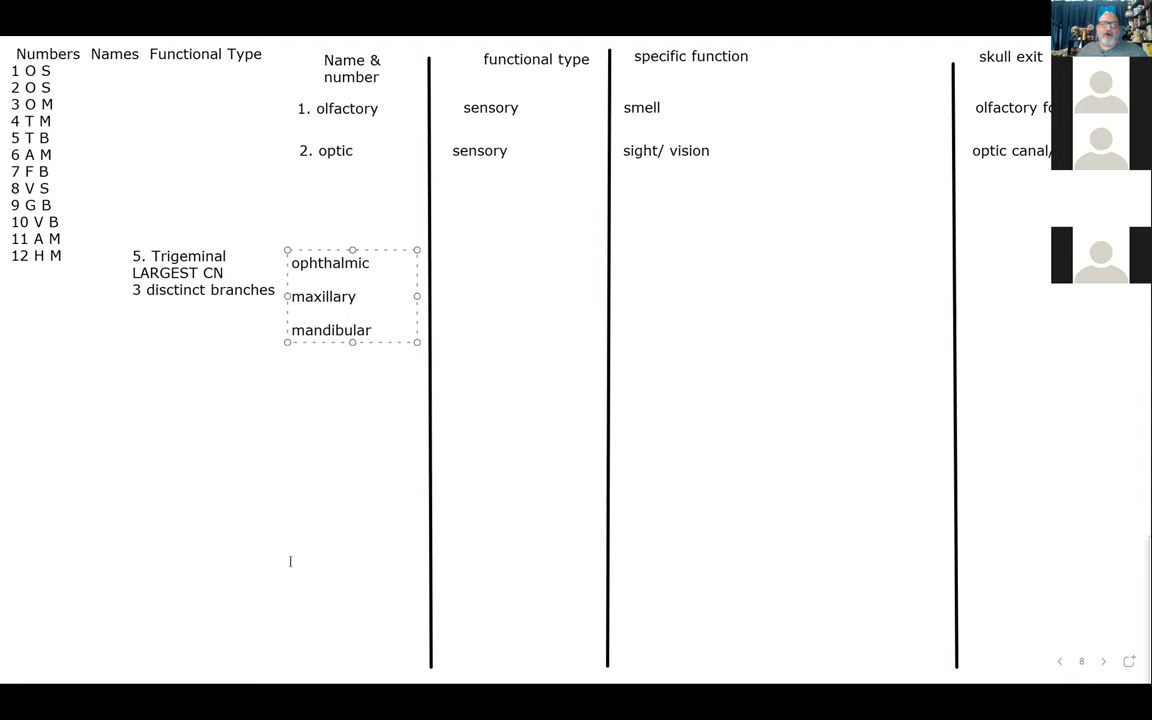 Numbers Names Functional Type
1 O S
2 O S
3 O M
4 T M
5 T B
6 A M
7 F B
8 V S
9 G B
10 V B
11 A M
12 H M
5. Trigeminal
LARGEST CN
3 disctinct branches
Name &
number
1. olfactory
2. optic
ophthalmic
maxillary
mandibular
functional type
sensory
sensory
specific function
smell
sight/ vision
skull exit
olfactory
optic canal/
8